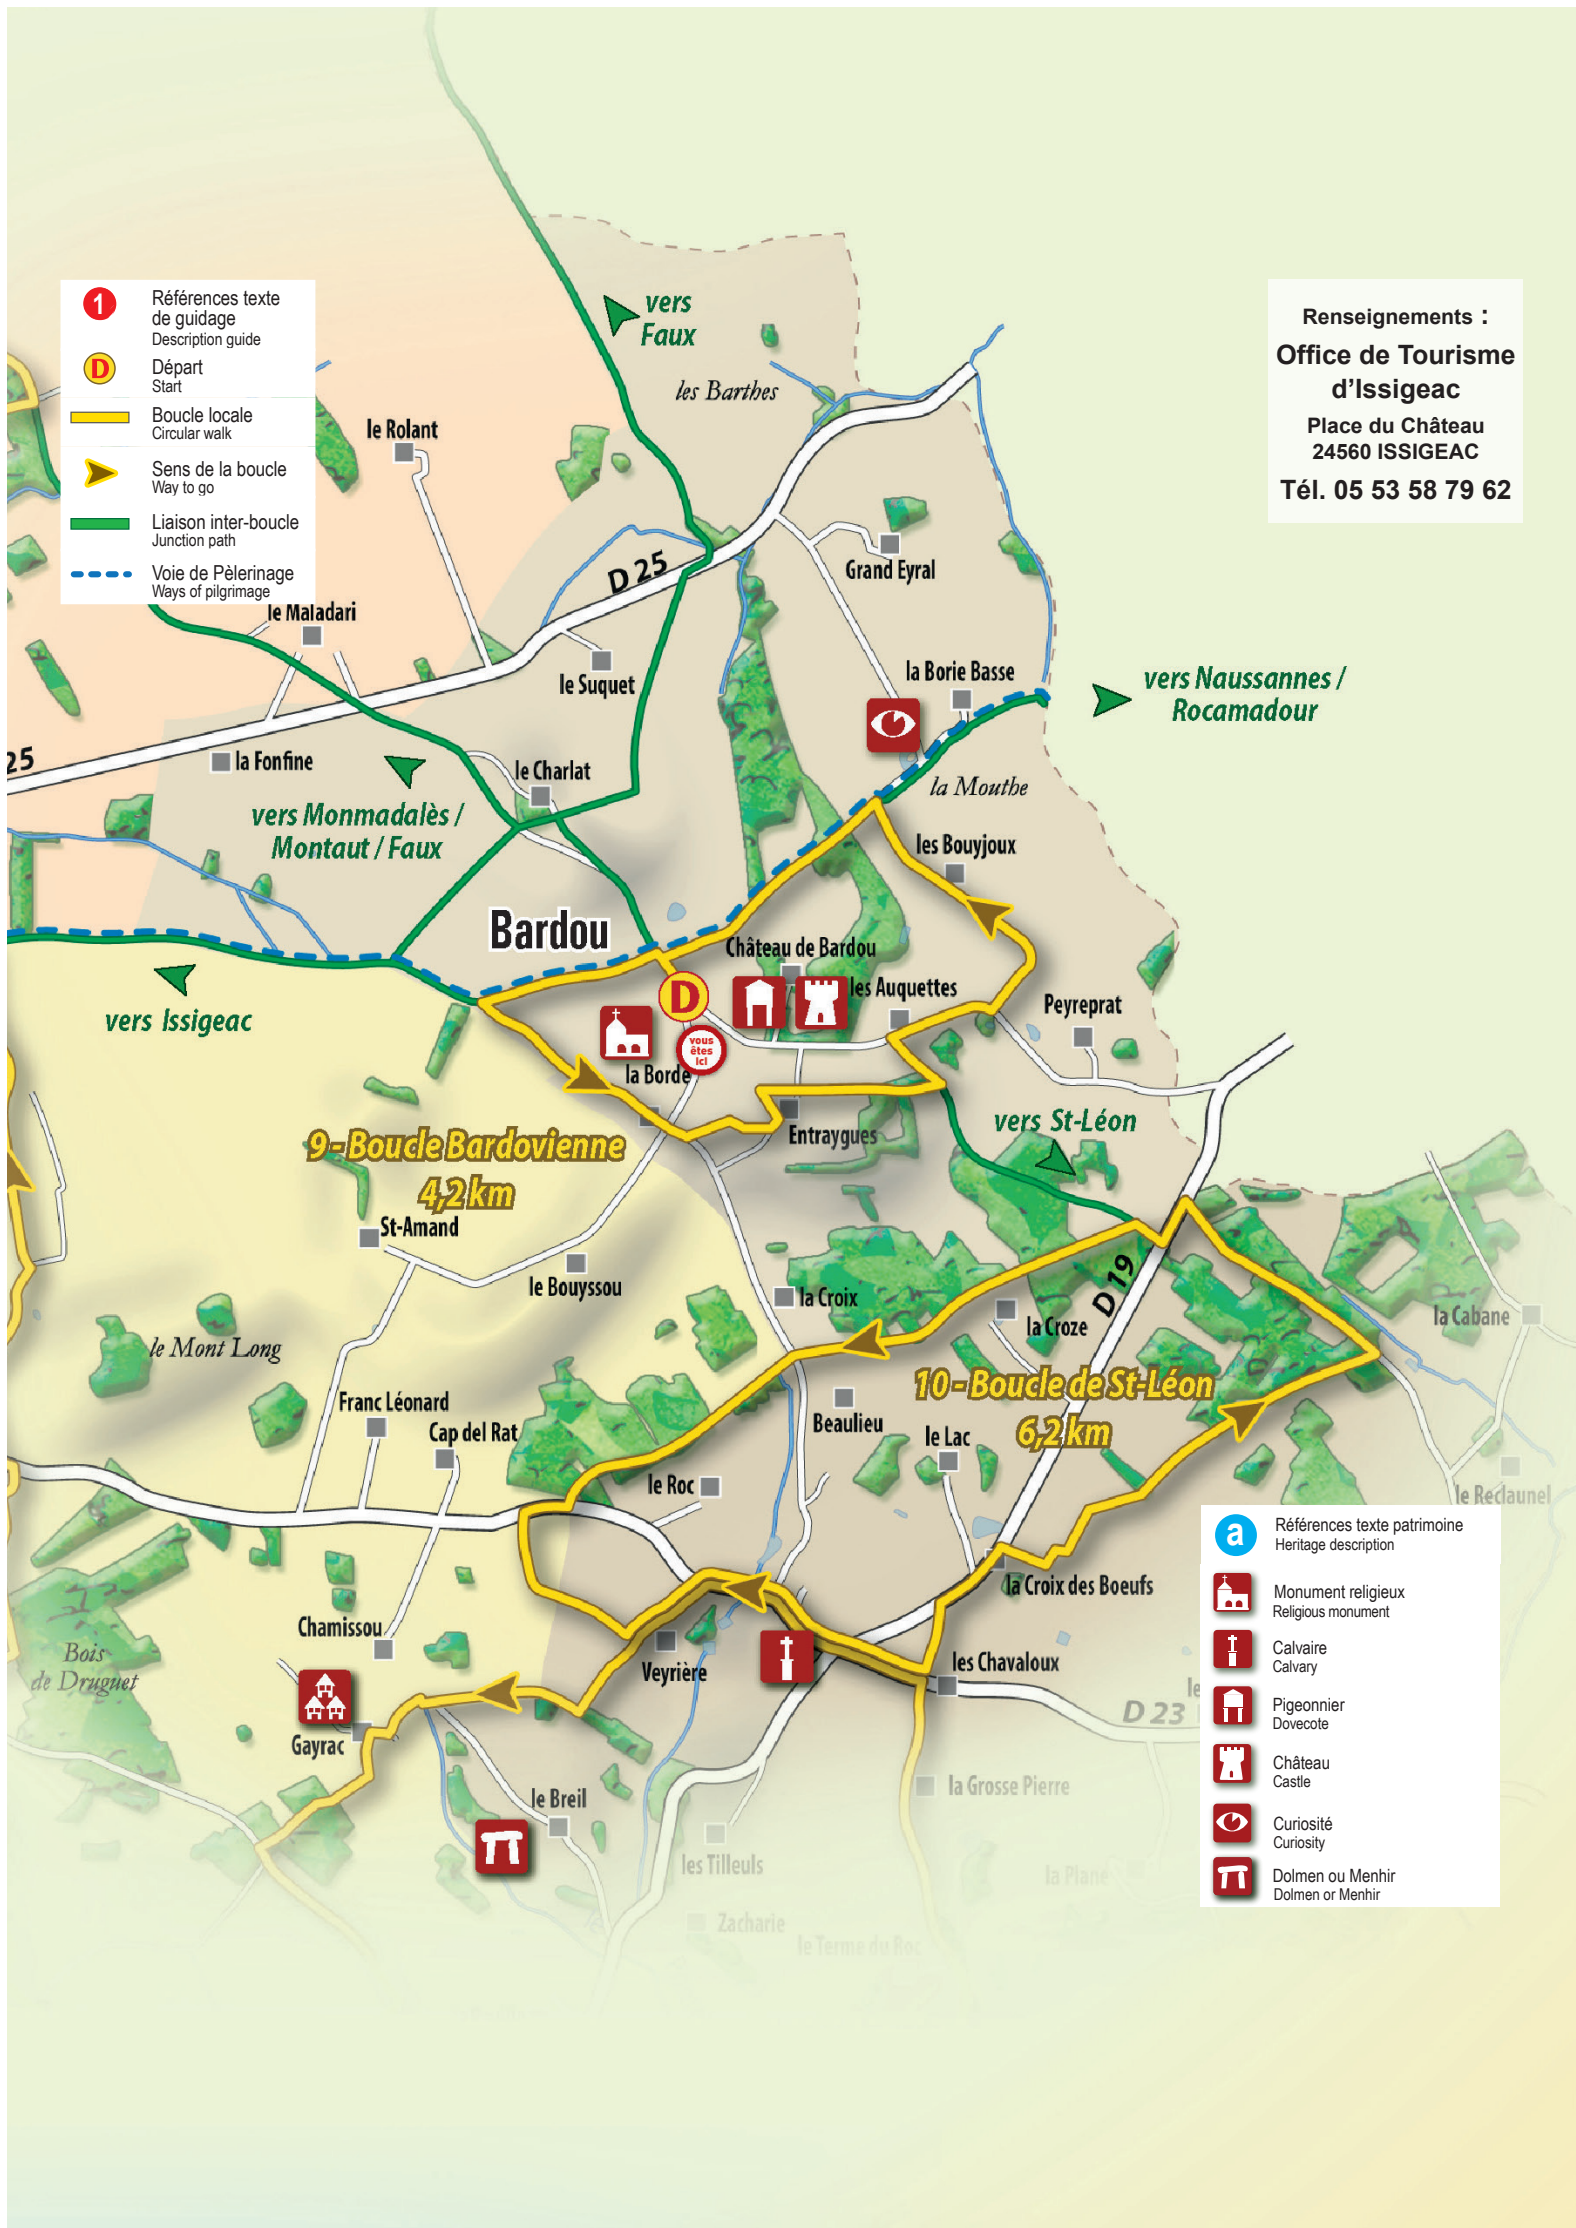 1
Références texte
de guidage
Description guide
D
Départ
Start
Boucle locale
Circular walk
Sens de la boucle
Way to go
Liaison inter-boucle
Junction path
Voie de Pèlerinage
Ways of pilgrimage
Renseignements :
Office de Tourisme
d'Issigeac
Place du Château
24560 ISSIGEAC
Tél. 05 53 58 79 62
vers
Faux
les Barthes
le Rolant
D 25
Grand Eyral
le Maladari
le Suquet
la Borie Basse
vers Naussannes /
Rocamadour
25
la Fonfine
le Charlat
la Mouthe
vers Monmadalès /
Montaut / Faux
les Bouyjoux
Bardou
Château de Bardou
les Auquettes
D
Peyreprat
vers Issigeac
vous
êtes
ici
la Borde
Entraygues
vers St-Léon
9 - Boucle Bardovienne
4,2 km
St-Amand
le Bouyssou
la Croix
D 19
la Croze
la Cabane
le Mont Long
10 - Boucle de St-Léon
6,2 km
Franc Léonard
Cap del Rat
Beaulieu
le Lac
le Roc
le Reclaunel
la Croix des Boeufs
Chamissou
Bois
de Druguet
Veyrière
les Chavaloux
le
D 23
Gayrac
le Breil
la Grosse Pierre
les Tilleuls
la Plane
Zacharie
le Terme du Roc
a
Références texte patrimoine
Heritage description
Monument religieux
Religious monument
Calvaire
Calvary
Pigeonnier
Dovecote
Château
Castle
Curiosité
Curiosity
Dolmen ou Menhir
Dolmen or Menhir